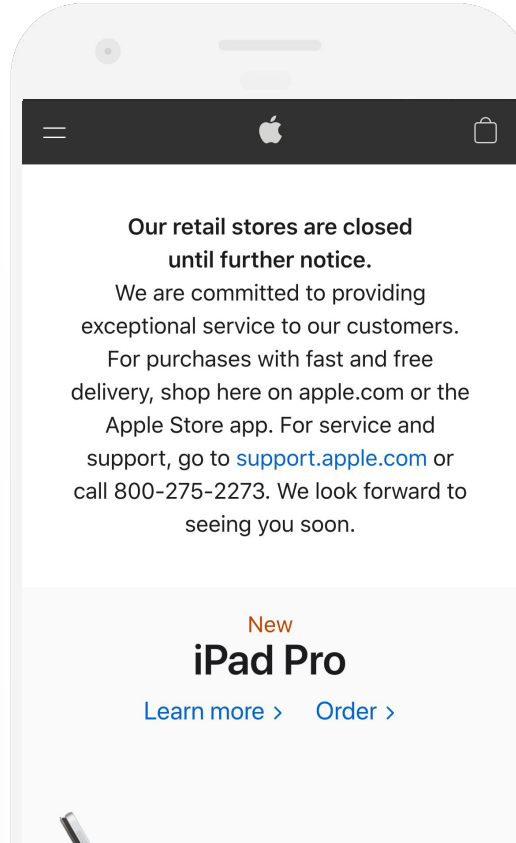 Our retail stores are closed
until further notice.
We are committed to providing
exceptional service to our customers.
For purchases with fast and free
delivery, shop here on apple.com or the
Apple Store app. For service and
support, go to support.apple.com or
call 800-275-2273. We look forward to
seeing you soon.
New
iPad Pro
Learn more > Order >